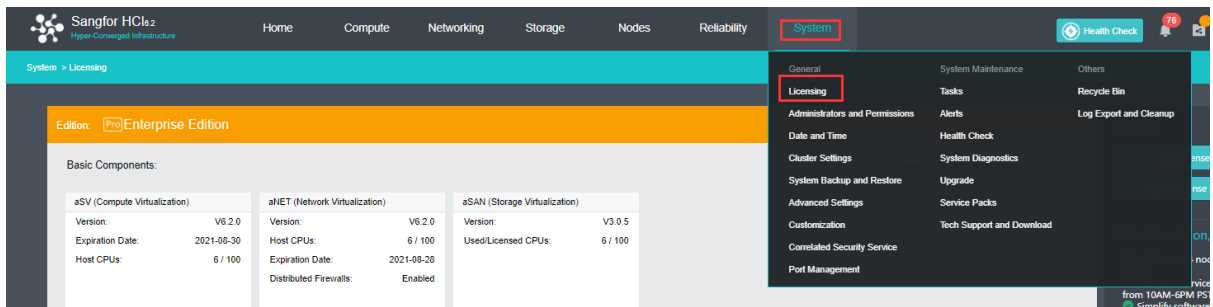 Sangfor HCI6.2
Hyper-Converged Infrastructure
Home
Compute
Networking
Storage
Nodes
Reliability
System
Health Check
76
System > Licensing
General
System Maintenance
Others
Licensing
Tasks
Recycle Bin
Administrators and Permissions
Alerts
Log Export and Cleanup
Date and Time
Health Check
Cluster Settings
System Diagnostics
System Backup and Restore
Upgrade
Advanced Settings
Service Packs
Customization
Tech Support and Download
Correlated Security Service
Port Management
Edition: Pro Enterprise Edition
Basic Components:
aSV (Compute Virtualization)
Version: V6.2.0
Expiration Date: 2021-08-30
Host CPUs: 6 / 100
aNET (Network Virtualization)
Version: V6.2.0
Host CPUs: 6 / 100
Expiration Date: 2021-08-28
Distributed Firewalls: Enabled
aSAN (Storage Virtualization)
Version: V3.0.5
Used/Licensed CPUs: 6 / 100
from 10AM-6PM PST
Simplify software